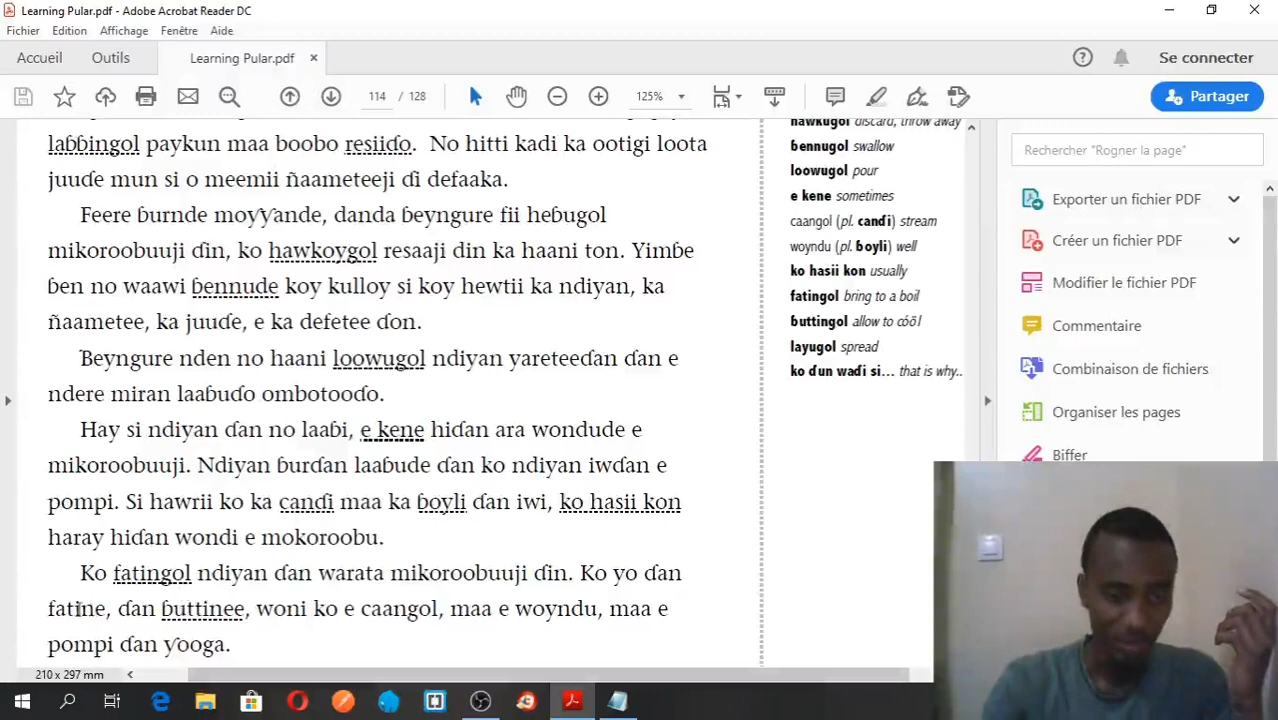 Learning Pular.pdf - Adobe Acrobat Reader DC
Fichier Edition Affichage Fenêtre Aide
Accueil Outils Learning Pular.pdf × Se connecter
114 / 128 125% Partager
laɓɓingol paykun maa boobo resiiɗo. No hitti kadi ka ootigi loota
juuɗe mun si o meemii ñaameteeji ɗi defaaka.
Feere ɓurnde moƴƴande, danda ɓeyngure fii heɓugol
mikoroobuuji ɗin, ko hawkoygol resaaji din ka haani ton. Yimɓe
ɓen no waawi ɓennude koy kulloy si koy hewtii ka ndiyan, ka
ñaametee, ka juuɗe, e ka defetee ɗon.
Ɓeyngure nden no haani loowugol ndiyan yareteeɗan ɗan e
ndere miran laaɓuɗo ombotooɗo.
Hay si ndiyan ɗan no laaɓi, e kene hiɗan ara wondude e
mikoroobuuji. Ndiyan ɓurɗan laaɓude ɗan ko ndiyan iwɗan e
pompi. Si hawrii ko ka canɗi maa ka ɓoyli ɗan iwi, ko hasii kon
haray hiɗan wondi e mokoroobu.
Ko fatingol ndiyan ɗan warata mikoroobuuji ɗin. Ko yo ɗan
fatine, ɗan ɓuttinee, woni ko e caangol, maa e woyndu, maa e
pompi ɗan ƴooga.
hawkugol discard, throw away
ɓennugol swallow
loowugol pour
e kene sometimes
caangol (pl. canɗi) stream
woyndu (pl. ɓoyli) well
ko hasii kon usually
fatingol bring to a boil
ɓuttingol allow to cóõl
layugol spread
ko ɗun waɗi si... that is why..
Rechercher "Rogner la page"
Exporter un fichier PDF
Créer un fichier PDF
Modifier le PDF
Commentaire
Combinaison de fichiers
Organiser les pages
Biffer
210 x 297 mm